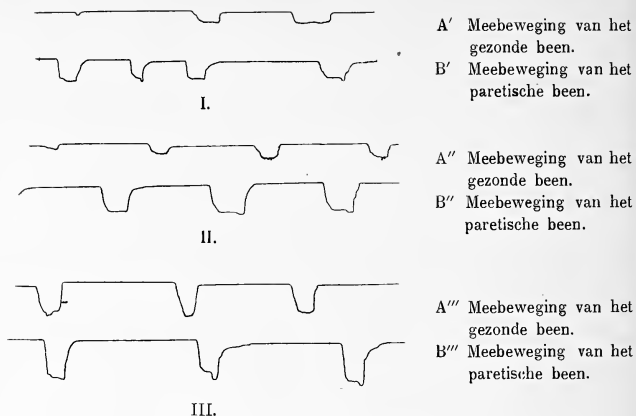 A′ Meebeweging van het
gezonde been.
B′ Meebeweging van het
paretische been.
I.
A″ Meebeweging van het
gezonde been.
B″ Meebeweging van het
paretische been.
II.
A‴ Meebeweging van het
gezonde been.
B‴ Meebeweging van het
paretische been.
III.